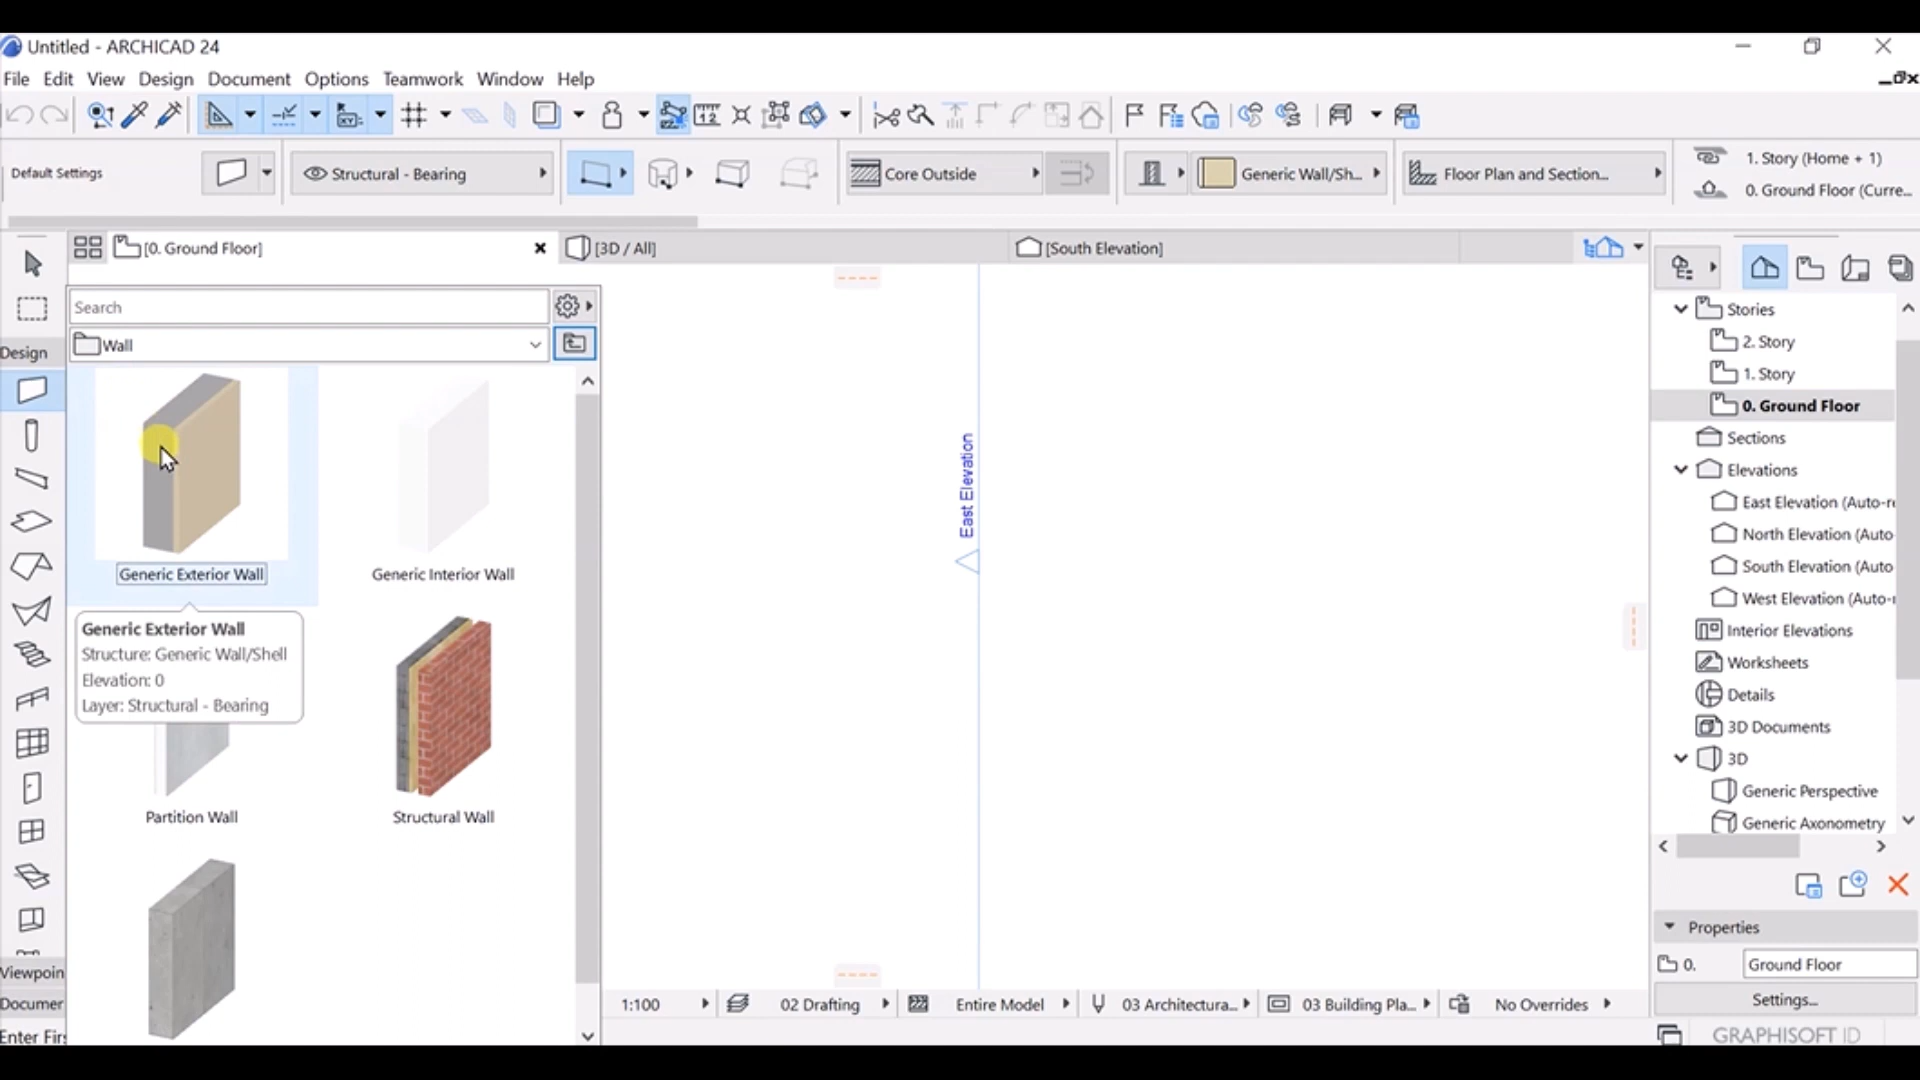 Untitled - ARCHICAD 24
File Edit View Design Document Options Teamwork Window Help
Default Settings
Structural - Bearing
Core Outside
Generic Wall/Sh...
Floor Plan and Section...
1. Story (Home + 1)
0. Ground Floor (Curre...
[0. Ground Floor]
[3D / All]
[South Elevation]
Search
Wall
Design
Generic Exterior Wall
Generic Interior Wall
Generic Exterior Wall
Structure: Generic Wall/Shell
Elevation: 0
Layer: Structural - Bearing
Partition Wall
Structural Wall
East Elevation
Stories
2. Story
1. Story
0. Ground Floor
Sections
Elevations
East Elevation (Auto-re
North Elevation (Auto
South Elevation (Auto
West Elevation (Auto-r
Interior Elevations
Worksheets
Details
3D Documents
3D
Generic Perspective
Generic Axonometry
Properties
0.
Ground Floor
Settings...
Viewpoin
Documer
Enter Firs
1:100
02 Drafting
Entire Model
03 Architectura...
03 Building Pla...
No Overrides
GRAPHISOFT ID